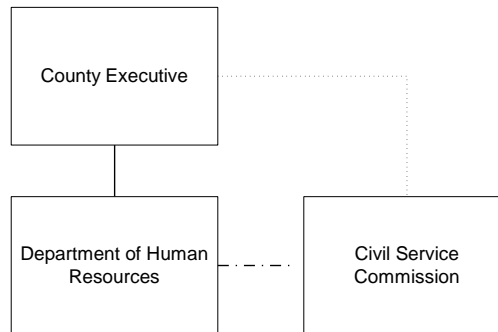 County Executive
Department of Human
Resources
Civil Service
Commission